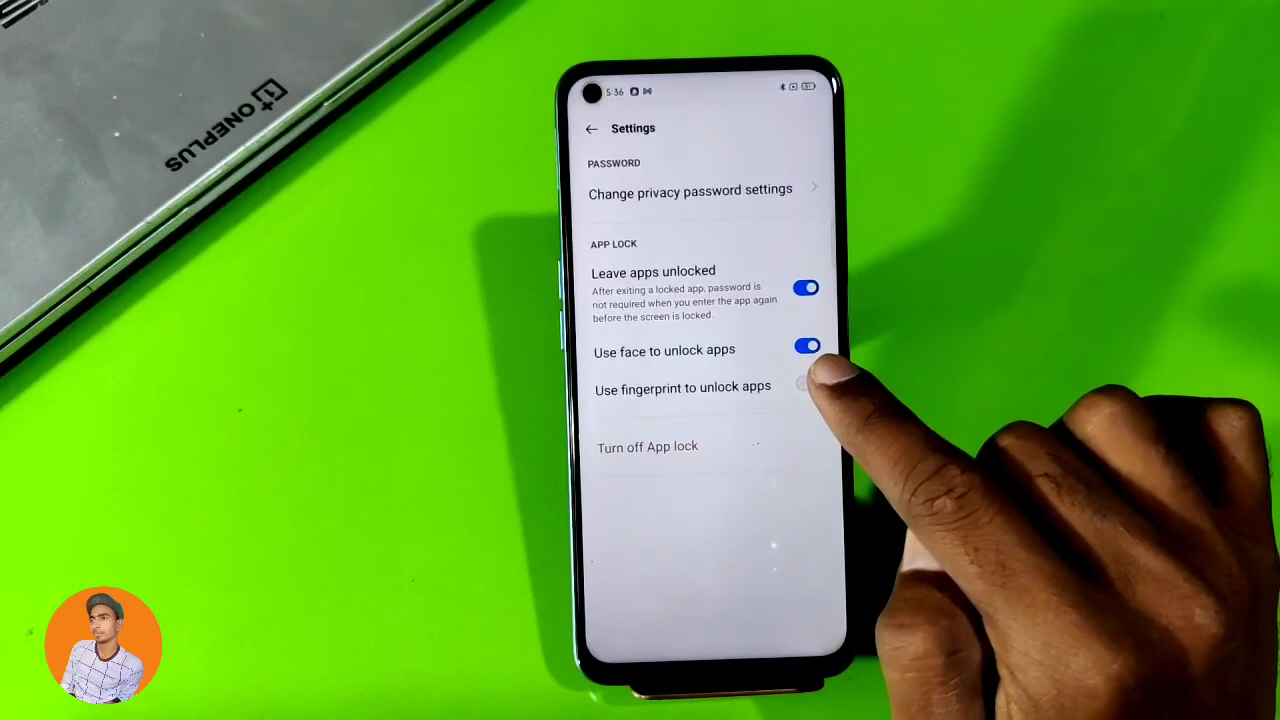 ONEPLUS
5:36
Settings
PASSWORD
Change privacy password settings
APP LOCK
Leave apps unlocked
After exiting a locked app, password is
not required when you enter the app again
before the screen is locked.
Use face to unlock apps
Use fingerprint to unlock apps
Turn off App lock